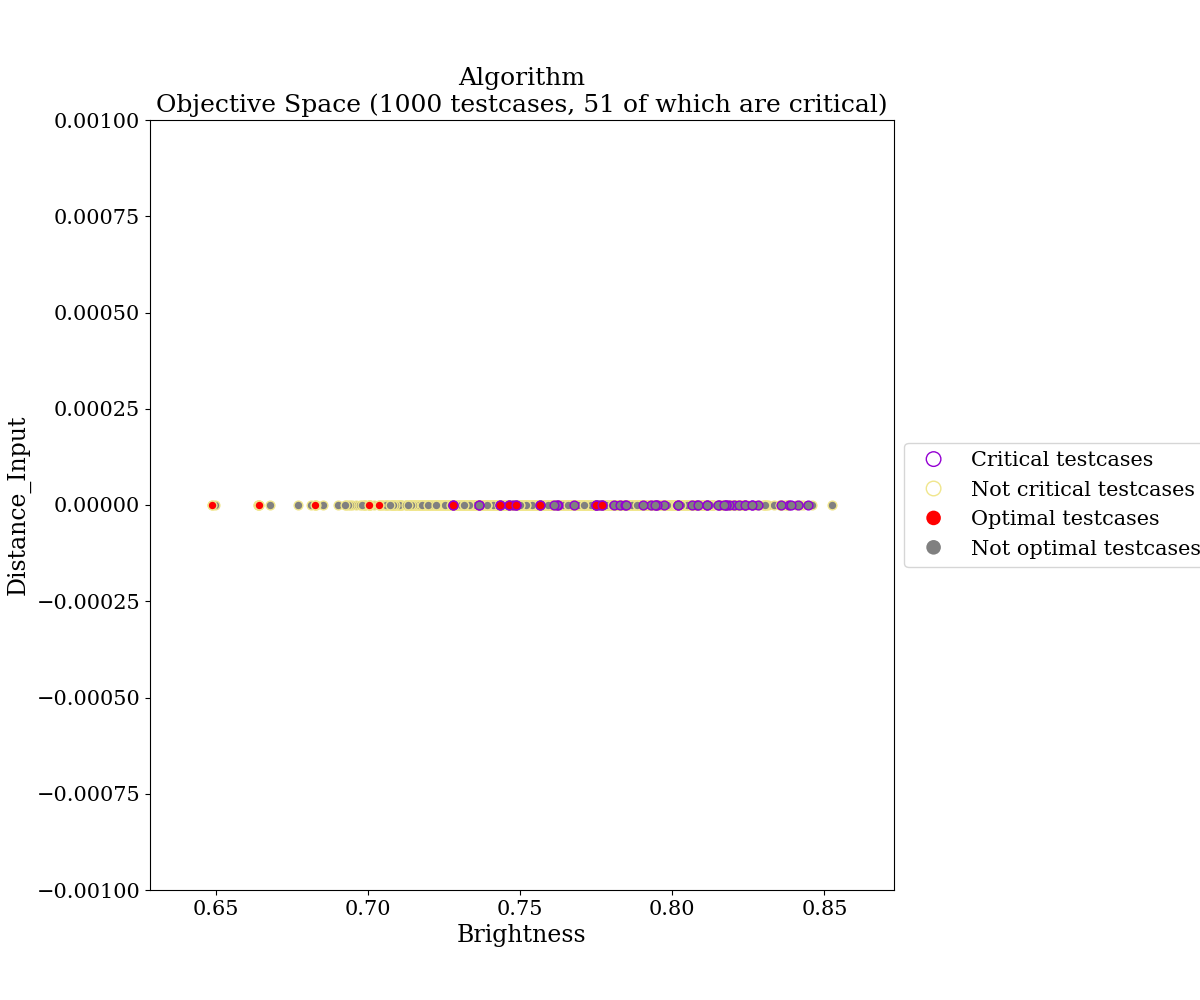 Algorithm
Objective Space (1000 testcases, 51 of which are critical)
0.00100
0.00075
0.00050
0.00025
0.00000
−0.00025
−0.00050
−0.00075
−0.00100
Distance_Input
0.65 0.70 0.75 0.80 0.85
Brightness
Critical testcases
Not critical testcases
Optimal testcases
Not optimal testcases